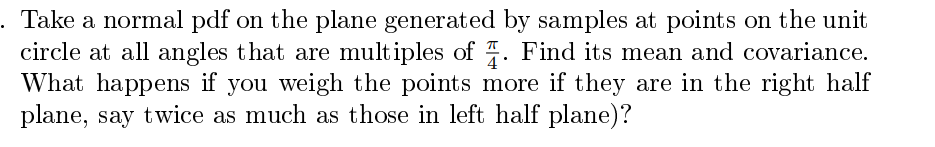 . Take a normal pdf on the plane generated by samples at points on the unit
circle at all angles that are multiples of π/4. Find its mean and covariance.
What happens if you weigh the points more if they are in the right half
plane, say twice as much as those in left half plane)?